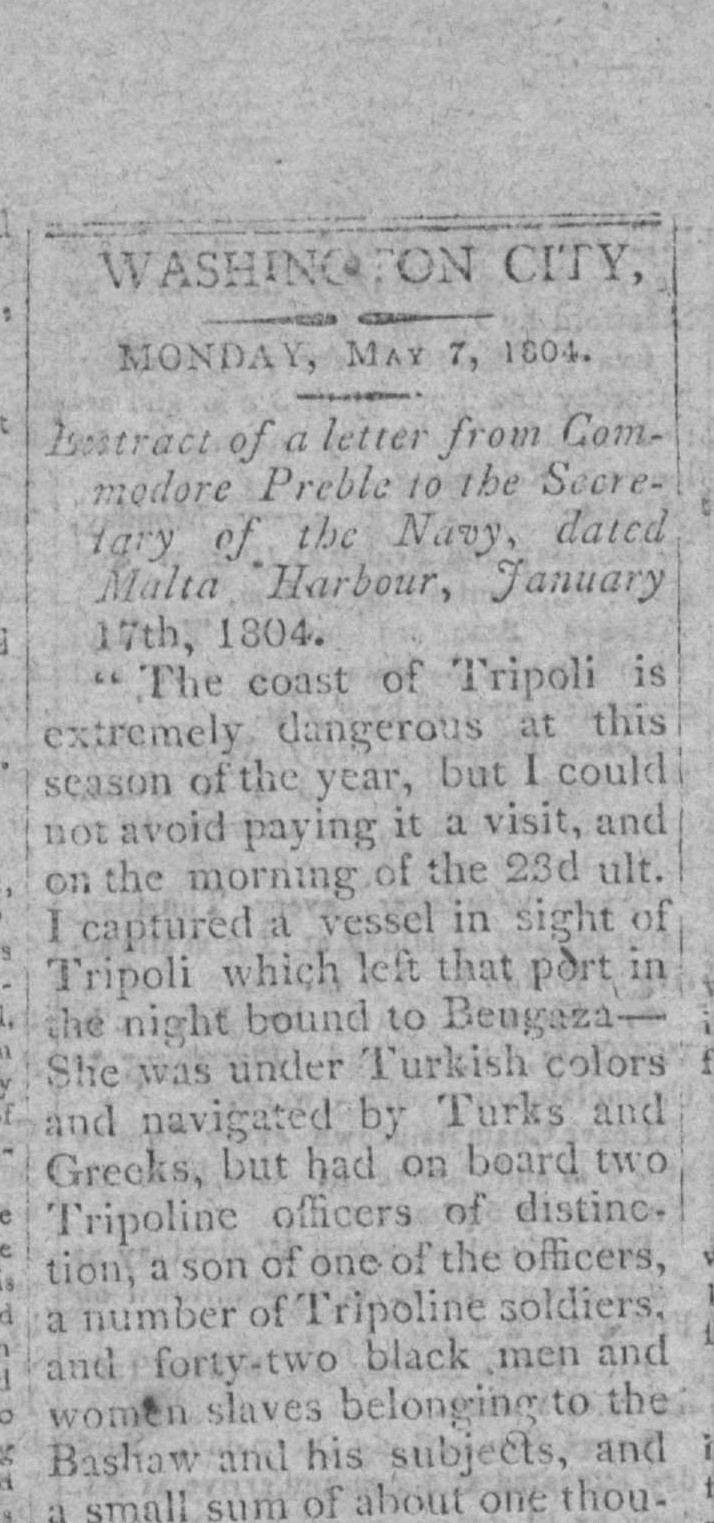 WASHINGTON CITY,
MONDAY, MAY 7, 1804.
Extract of a letter from Com-
modore Preble to the Secre-
tary of the Navy, dated
Malta Harbour, January
17th, 1804.
"The coast of Tripoli is
extremely dangerous at this
season of the year, but I could
not avoid paying it a visit, and
on the morning of the 23d ult.
I captured a vessel in sight of
Tripoli which left that port in
the night bound to Bengaza—
She was under Turkish colors
and navigated by Turks and
Greeks, but had on board two
Tripoline officers of distinc-
tion, a son of one of the officers,
a number of Tripoline soldiers,
and forty-two black men and
women slaves belonging to the
Bashaw and his subjects, and
a small sum of about one thou-